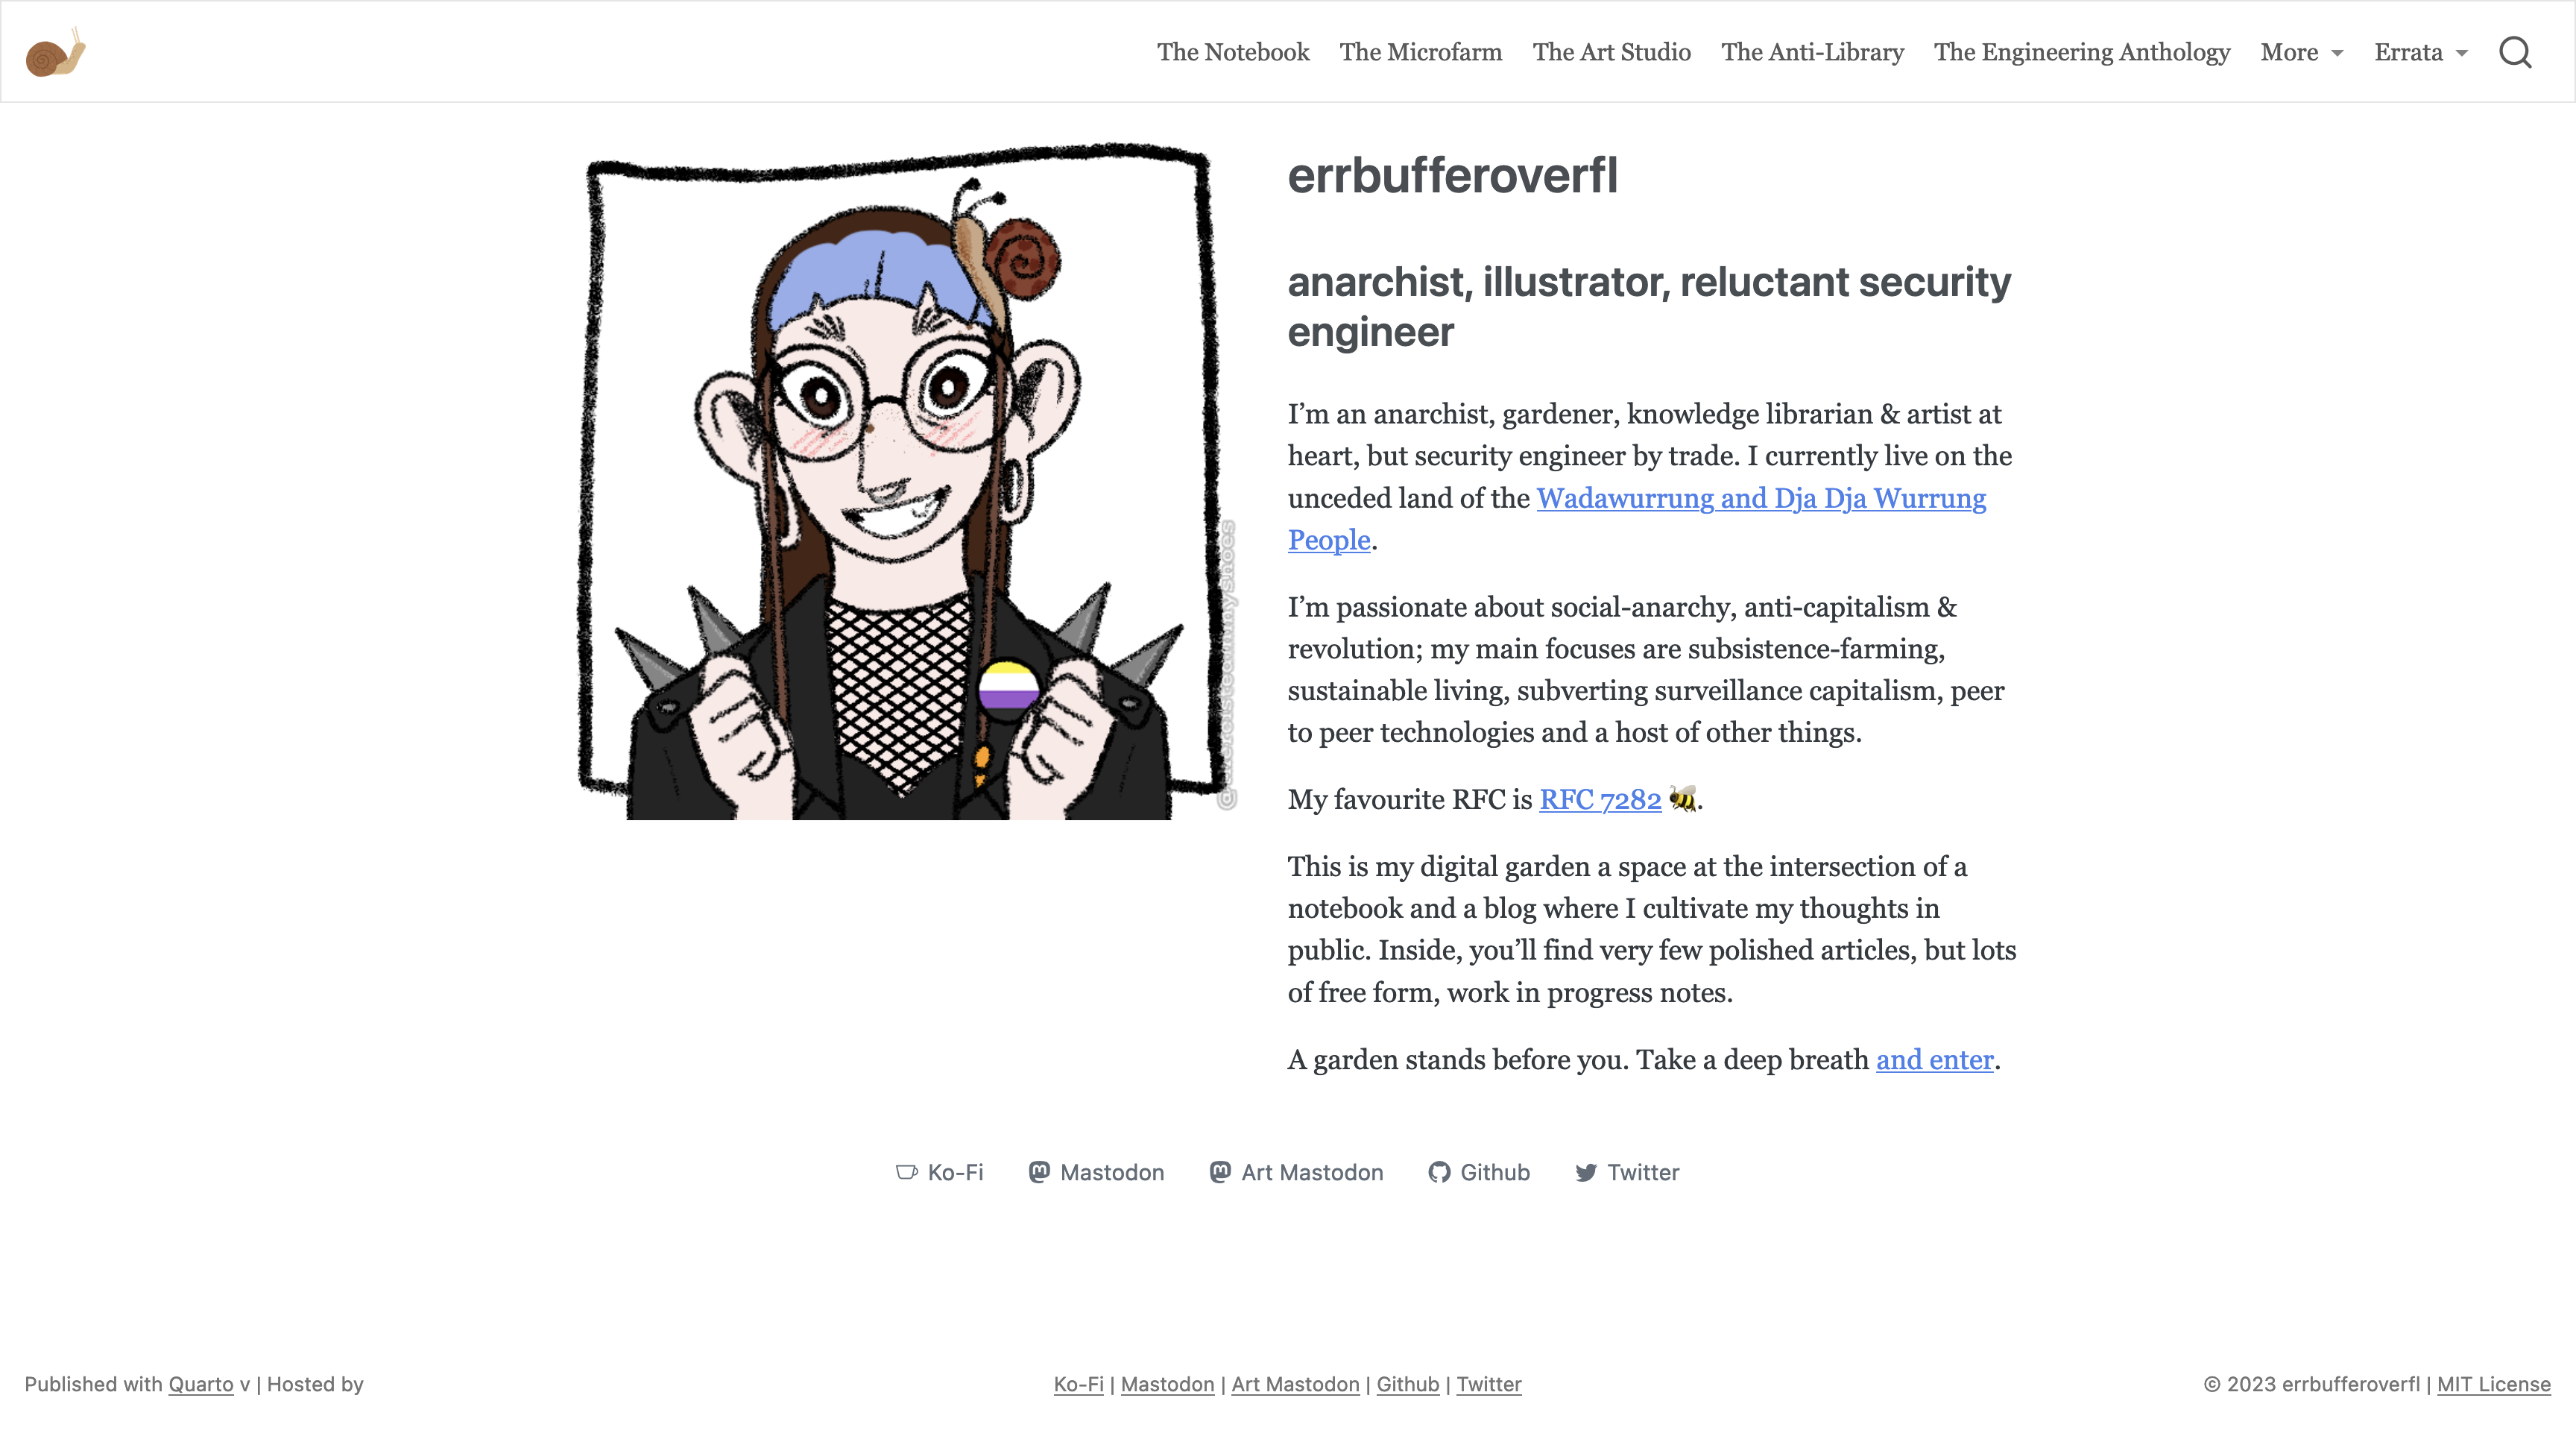 The Notebook The Microfarm The Art Studio The Anti-Library The Engineering Anthology More Errata
errbufferoverfl
anarchist, illustrator, reluctant security
engineer
I’m an anarchist, gardener, knowledge librarian & artist at
heart, but security engineer by trade. I currently live on the
unceded land of the Wadawurrung and Dja Dja Wurrung
People.
I’m passionate about social-anarchy, anti-capitalism &
revolution; my main focuses are subsistence-farming,
sustainable living, subverting surveillance capitalism, peer
to peer technologies and a host of other things.
My favourite RFC is RFC 7282 🐝.
This is my digital garden a space at the intersection of a
notebook and a blog where I cultivate my thoughts in
public. Inside, you’ll find very few polished articles, but lots
of free form, work in progress notes.
A garden stands before you. Take a deep breath and enter.
Ko-Fi Mastodon Art Mastodon Github Twitter
Published with Quarto v | Hosted by
Ko-Fi | Mastodon | Art Mastodon | Github | Twitter
© 2023 errbufferoverfl | MIT License